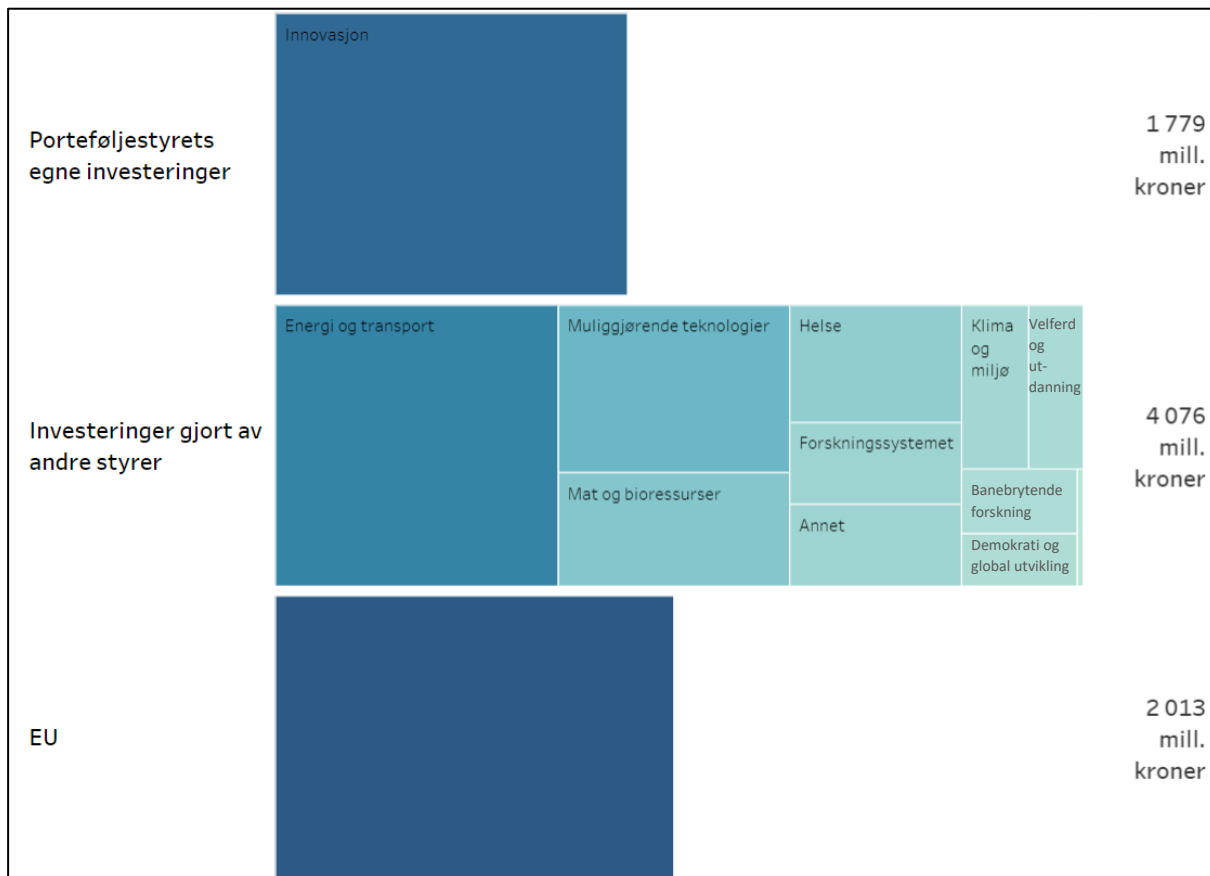 Innovasjon
Porteføljestyrets
egne investeringer
1 779
mill.
kroner
Energi og transport
Muliggjørende teknologier
Helse
Klima
og
miljø
Velferd
og
ut-
danning
Investeringer gjort av
andre styrer
Forskningssystemet
Mat og bioressurser
Annet
Banebrytende
forskning
Demokrati og
global utvikling
4 076
mill.
kroner
EU
2 013
mill.
kroner